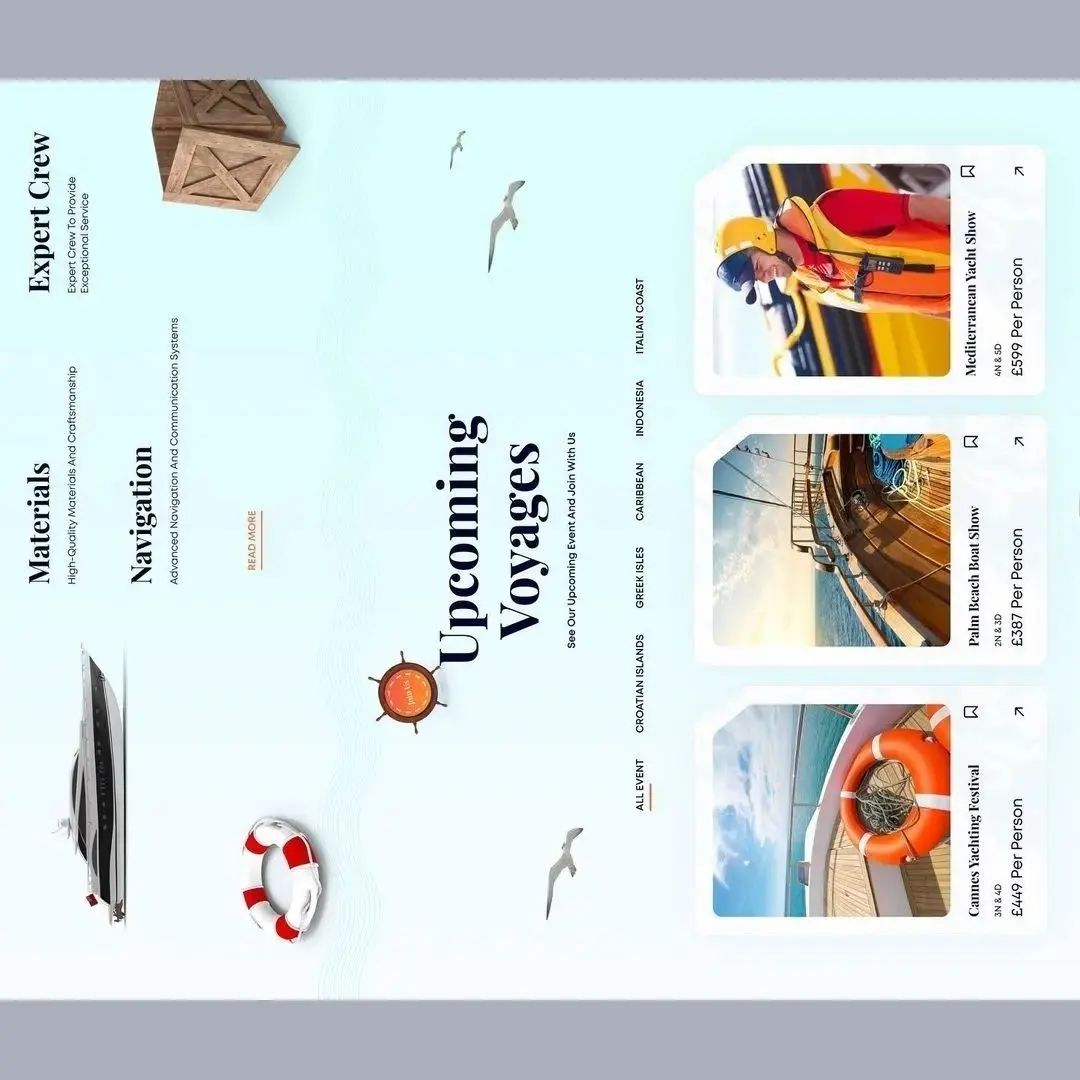 Materials
High-Quality Materials And Craftsmanship
Expert Crew
Expert Crew To Provide
Exceptional Service
Navigation
Advanced Navigation And Communication Systems
READ MORE
Join Us
Upcoming
Voyages
See Our Upcoming Event And Join With Us
ALL EVENT
CROATIAN ISLANDS
GREEK ISLES
CARIBBEAN
INDONESIA
ITALIAN COAST
Cannes Yachting Festival
3N & 4D
£449 Per Person
Palm Beach Boat Show
2N & 3D
£387 Per Person
Mediterranean Yacht Show
4N & 5D
£599 Per Person